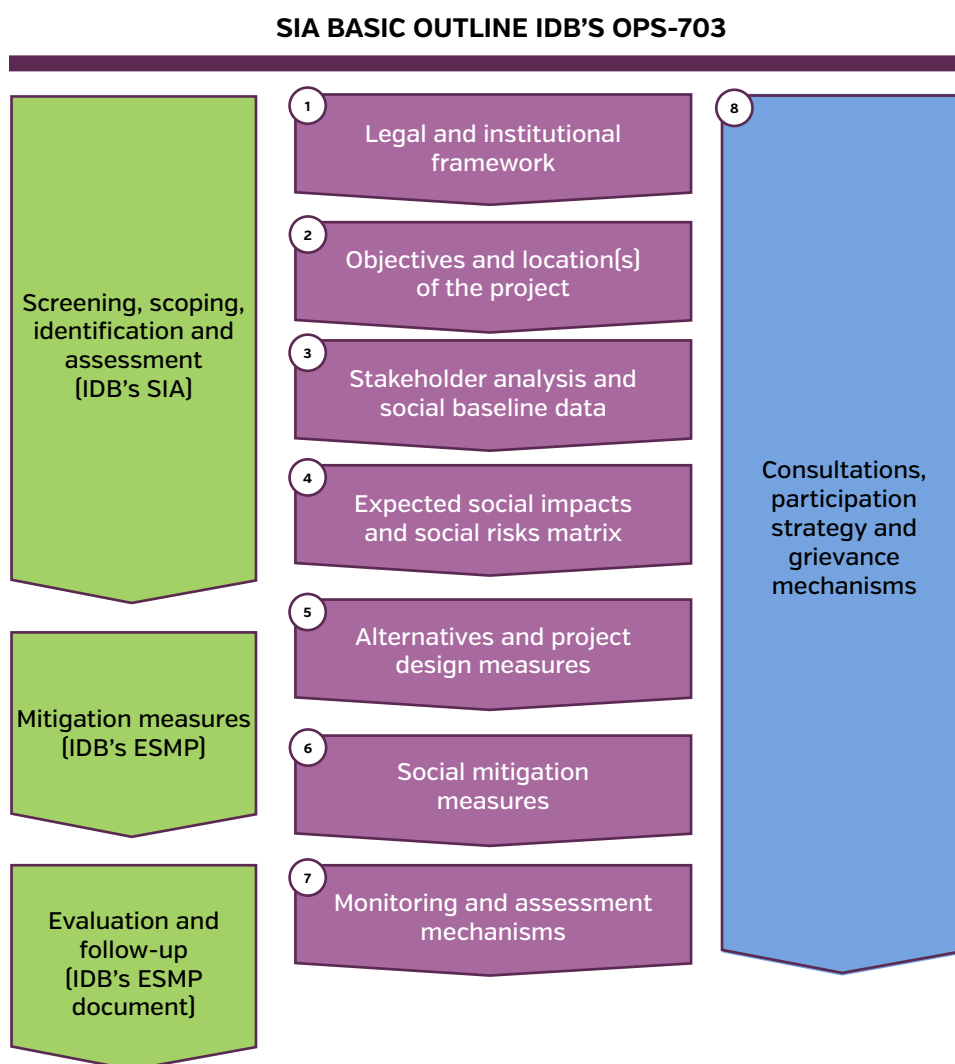 SIA BASIC OUTLINE IDB'S OPS-703
Screening, scoping,
identification and
assessment
(IDB's SIA)
Mitigation measures
(IDB's ESMP)
Evaluation and
follow-up
(IDB's ESMP
document)
1
Legal and institutional
framework
2
Objectives and location(s)
of the project
3
Stakeholder analysis and
social baseline data
4
Expected social impacts
and social risks matrix
5
Alternatives and project
design measures
6
Social mitigation
measures
7
Monitoring and assessment
mechanisms
8
Consultations,
participation
strategy and
grievance
mechanisms